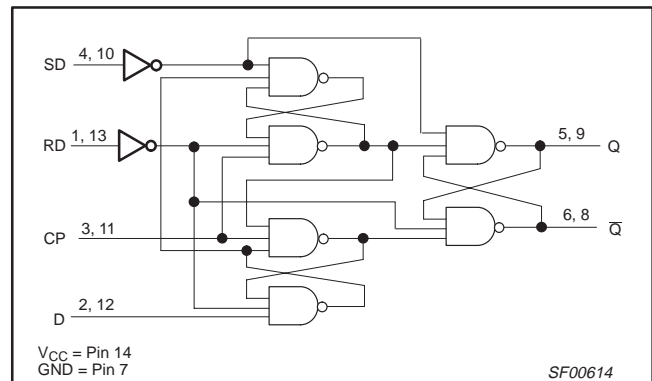 SD 4, 10
RD 1, 13
5, 9 Q
CP 3, 11
6, 8 Q̅
D 2, 12
VCC = Pin 14
GND = Pin 7
SF00614